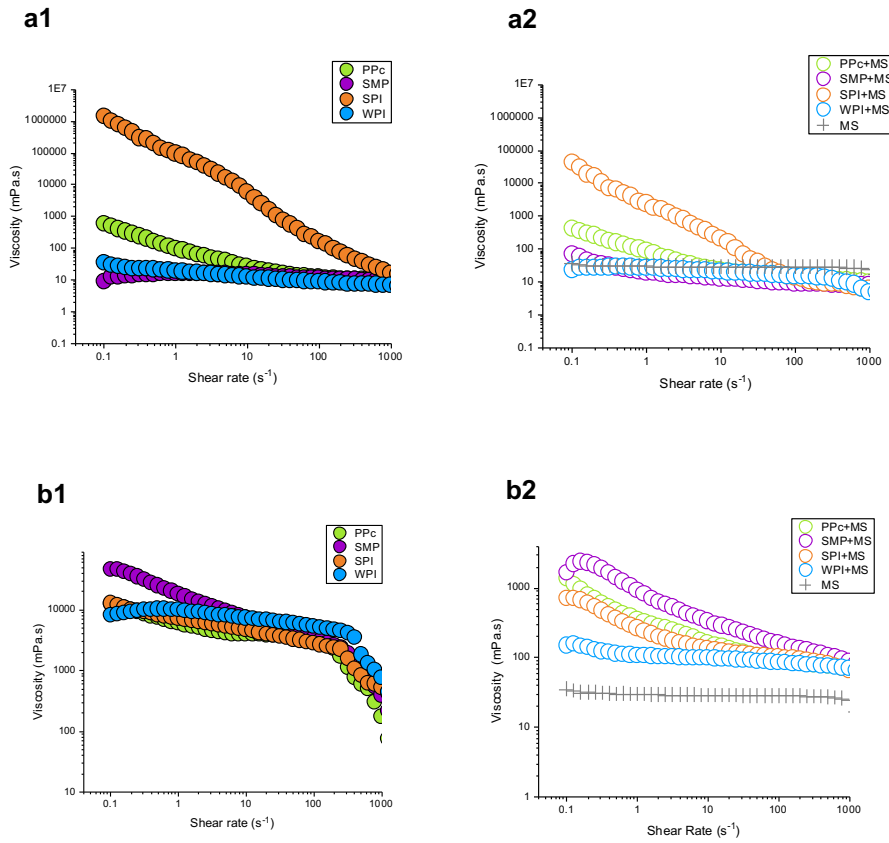 a1
PPc
SMP
SPI
WPI
1E7
1000000
100000
10000
1000
100
10
1
0.1
Viscosity (mPa.s)
0.1
1
10
100
1000
Shear rate (s⁻¹)
a2
PPc+MS
SMP+MS
SPI+MS
WPI+MS
MS
1E7
1000000
100000
10000
1000
100
10
1
0.1
Viscosity (mPa.s)
0.1
1
10
100
1000
Shear rate (s⁻¹)
b1
PPc
SMP
SPI
WPI
10000
1000
100
10
Viscosity (mPa.s)
0.1
1
10
100
1000
Shear rate (s⁻¹)
b2
PPc+MS
SMP+MS
SPI+MS
WPI+MS
MS
1000
100
10
1
Viscosity (mPa.s)
0.1
1
10
100
1000
Shear Rate (s⁻¹)